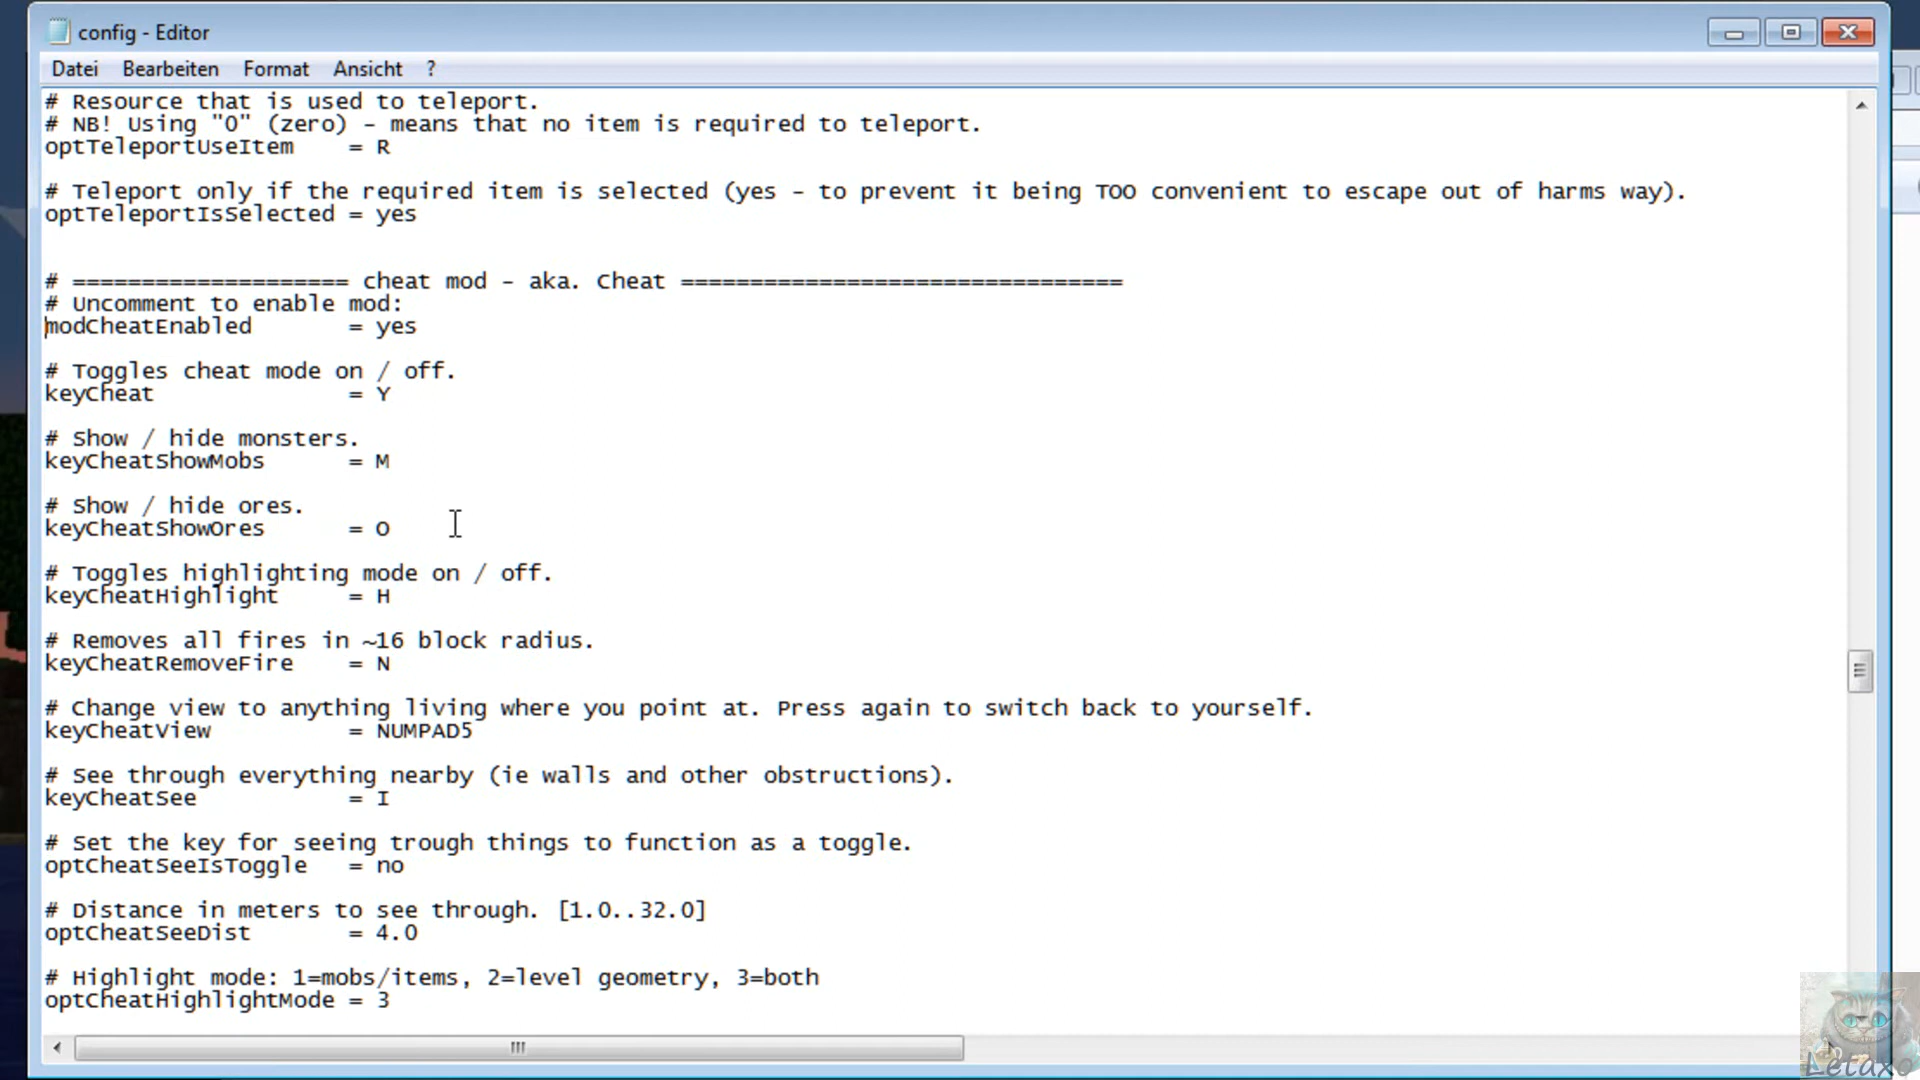 config - Editor
Datei Bearbeiten Format Ansicht ?
# Resource that is used to teleport.
# NB! Using "0" (zero) - means that no item is required to teleport.
optTeleportUseItem = R
# Teleport only if the required item is selected (yes - to prevent it being TOO convenient to escape out of harms way).
optTeleportIsSelected = yes
# ==================== cheat mod - aka. Cheat ================================
# Uncomment to enable mod:
modCheatEnabled = yes
# Toggles cheat mode on / off.
keyCheat = Y
# Show / hide monsters.
keyCheatShowMobs = M
# Show / hide ores.
keyCheatShowOres = O
# Toggles highlighting mode on / off.
keyCheatHighlight = H
# Removes all fires in ~16 block radius.
keyCheatRemoveFire = N
# Change view to anything living where you point at. Press again to switch back to yourself.
keyCheatView = NUMPAD5
# See through everything nearby (ie walls and other obstructions).
keyCheatSee = I
# Set the key for seeing trough things to function as a toggle.
optCheatSeeIsToggle = no
# Distance in meters to see through. [1.0..32.0]
optCheatSeeDist = 4.0
# Highlight mode: 1=mobs/items, 2=level geometry, 3=both
optCheatHighlightMode = 3